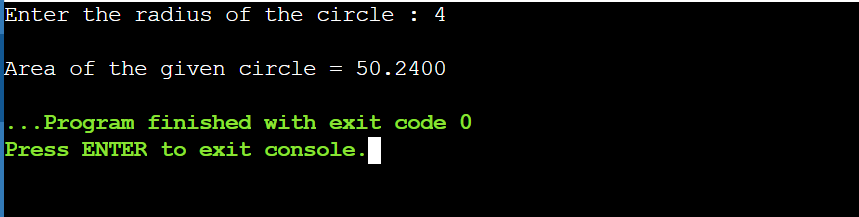 Enter the radius of the circle : 4
Area of the given circle = 50.2400
...Program finished with exit code 0
Press ENTER to exit console.